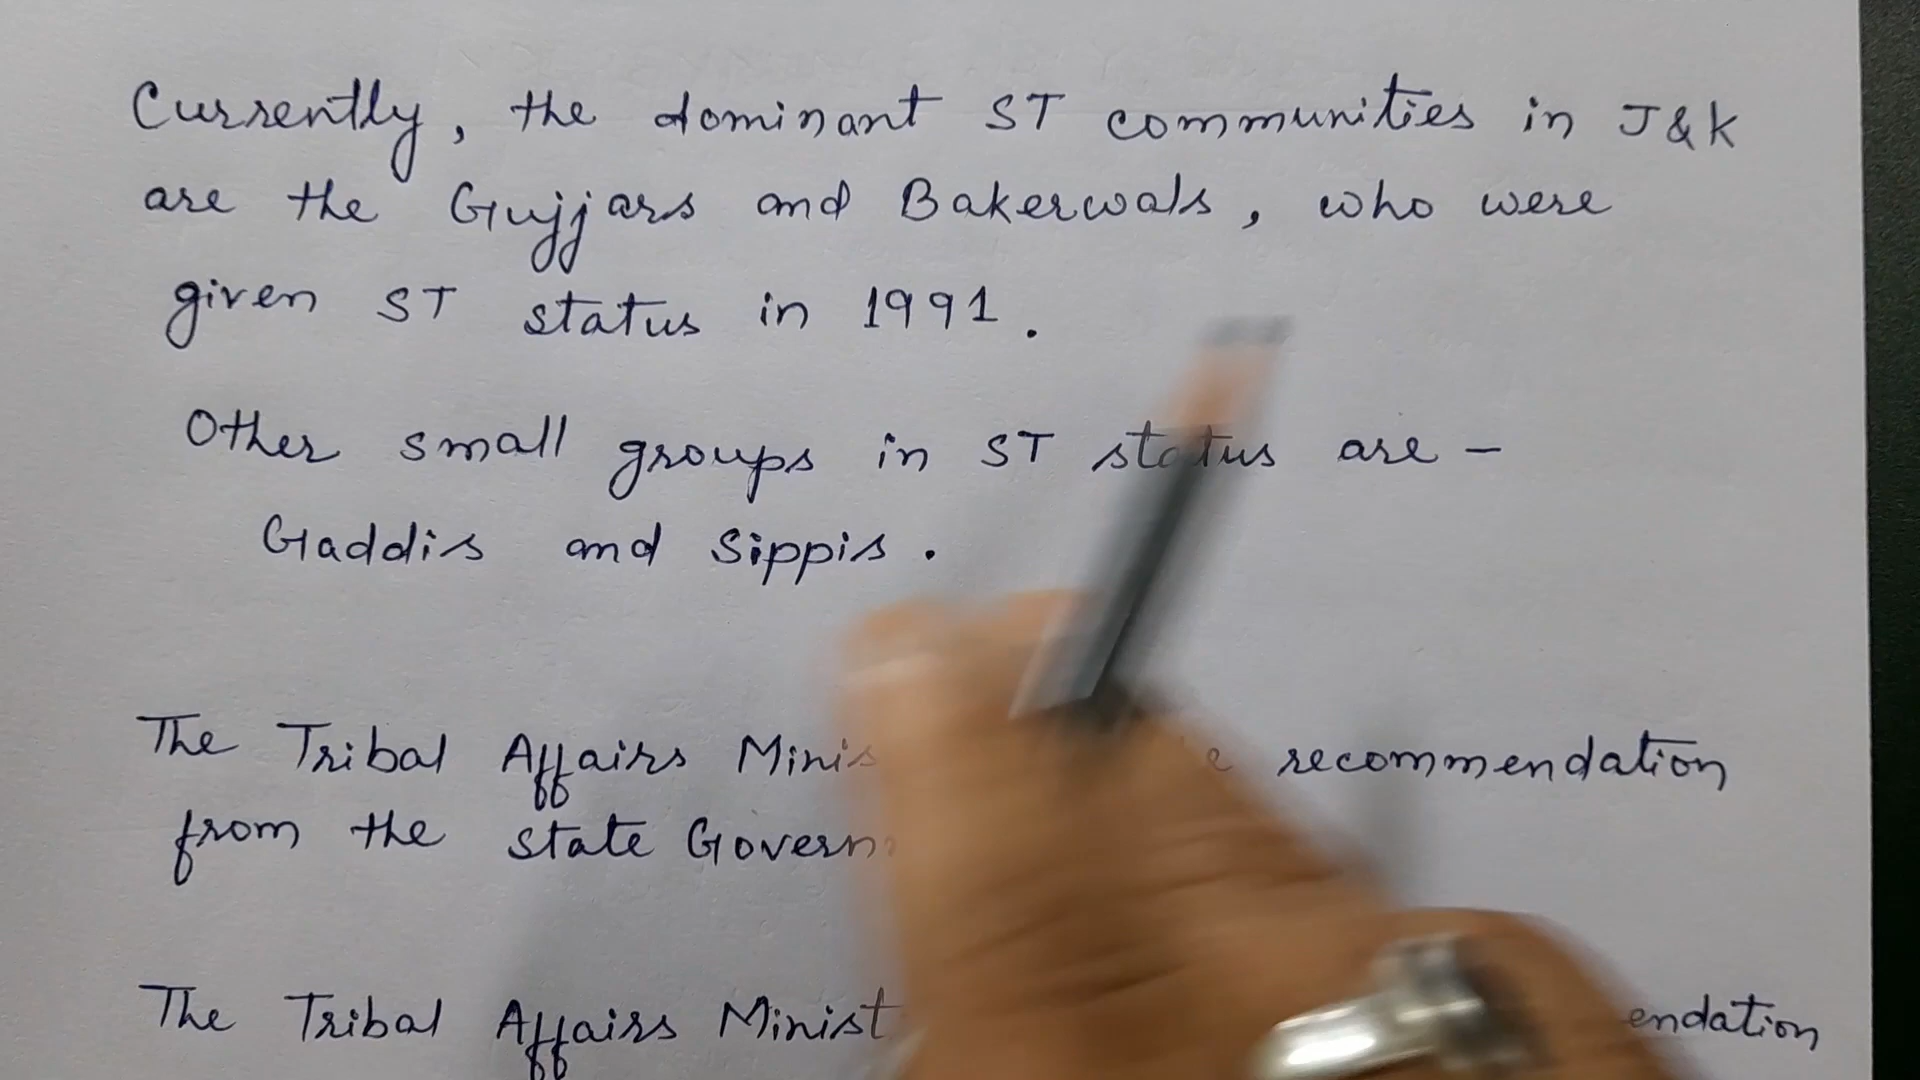 Currently, the dominant ST communities in J&K
are the Gujjars and Bakerwals, who were
given ST status in 1991.
Other small groups in ST status are -
Gaddis and Sippis.
The Tribal Affairs recommendation
from the state
The Tribal Affairs